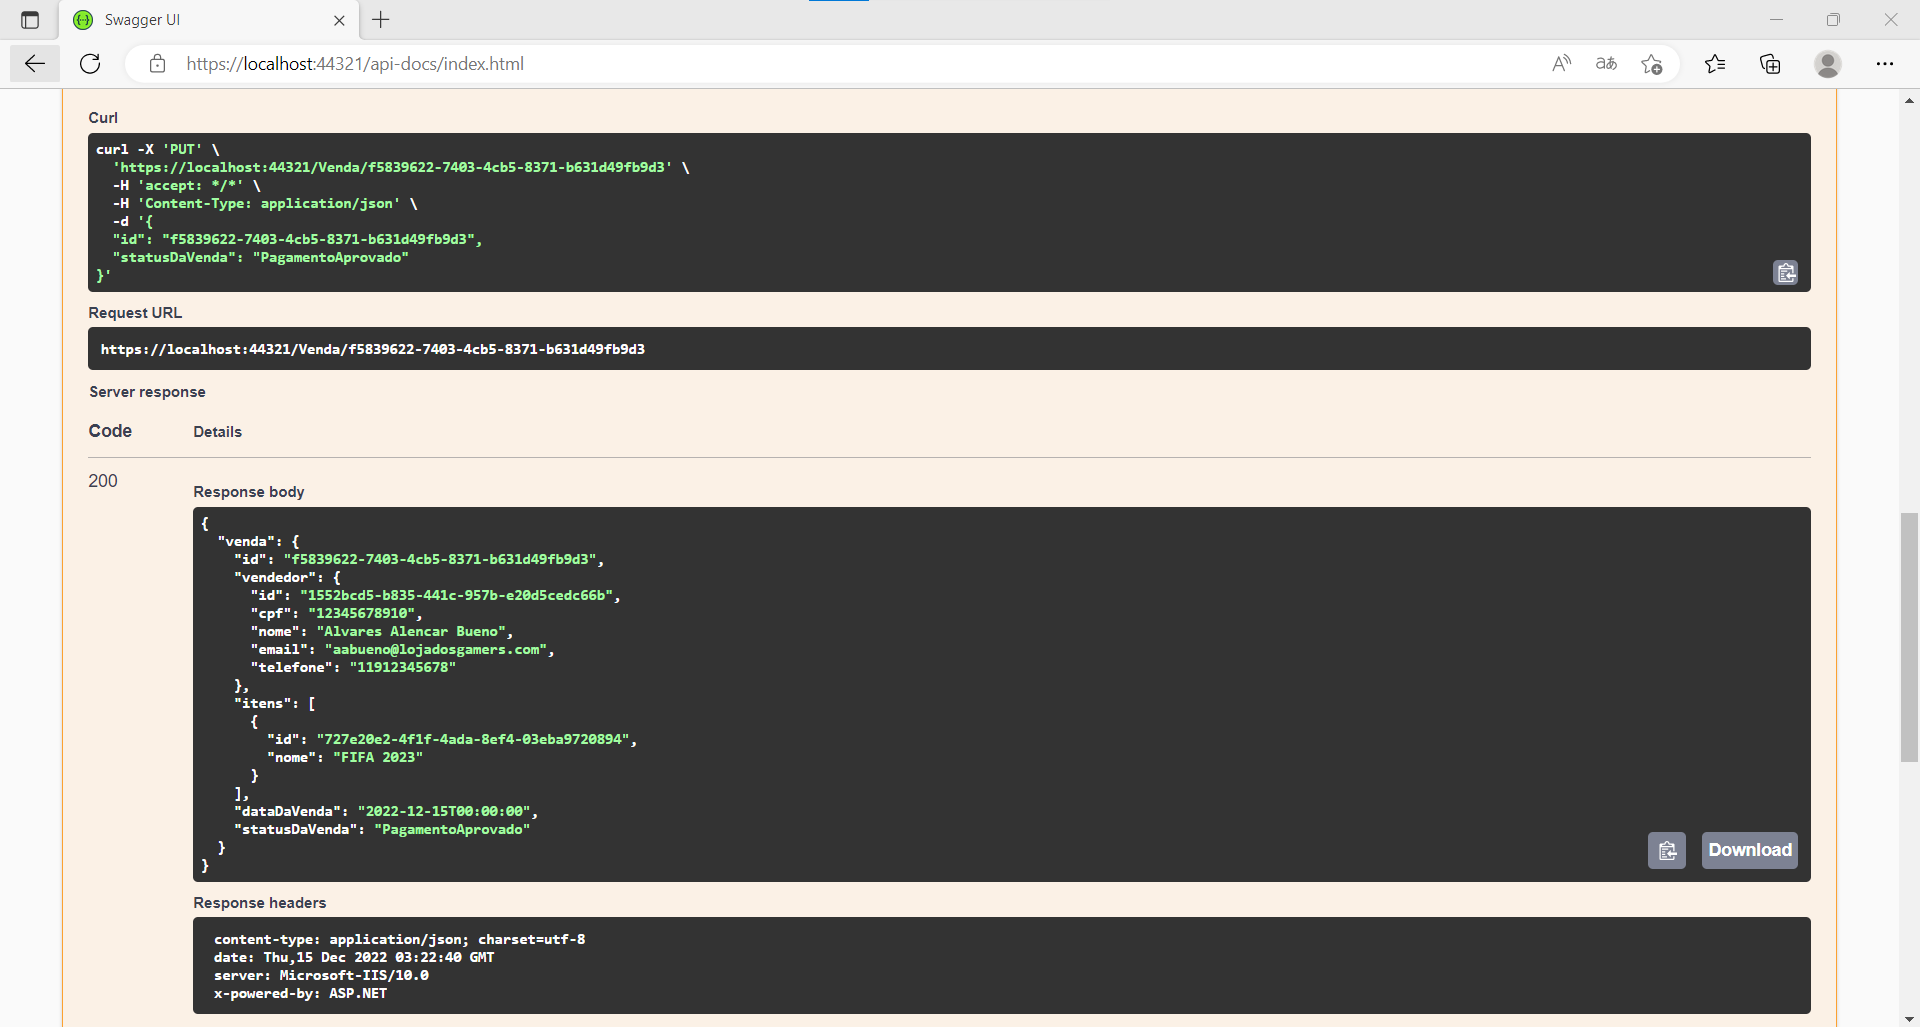 Swagger UI
https://localhost:44321/api-docs/index.html
Curl
curl -X 'PUT' \
  'https://localhost:44321/Venda/f5839622-7403-4cb5-8371-b631d49fb9d3' \
  -H 'accept: */*' \
  -H 'Content-Type: application/json' \
  -d '{
  "id": "f5839622-7403-4cb5-8371-b631d49fb9d3",
  "statusDaVenda": "PagamentoAprovado"
}'
Request URL
https://localhost:44321/Venda/f5839622-7403-4cb5-8371-b631d49fb9d3
Server response
Code Details
200
Response body
{
  "venda": {
    "id": "f5839622-7403-4cb5-8371-b631d49fb9d3",
    "vendedor": {
      "id": "1552bcd5-b835-441c-957b-e20d5cedc66b",
      "cpf": "12345678910",
      "nome": "Alvares Alencar Bueno",
      "email": "aabueno@lojadosgamers.com",
      "telefone": "11912345678"
    },
    "itens": [
      {
        "id": "727e20e2-4f1f-4ada-8ef4-03eba9720894",
        "nome": "FIFA 2023"
      }
    ],
    "dataDaVenda": "2022-12-15T00:00:00",
    "statusDaVenda": "PagamentoAprovado"
  }
}
Download
Response headers
content-type: application/json; charset=utf-8
date: Thu,15 Dec 2022 03:22:40 GMT
server: Microsoft-IIS/10.0
x-powered-by: ASP.NET